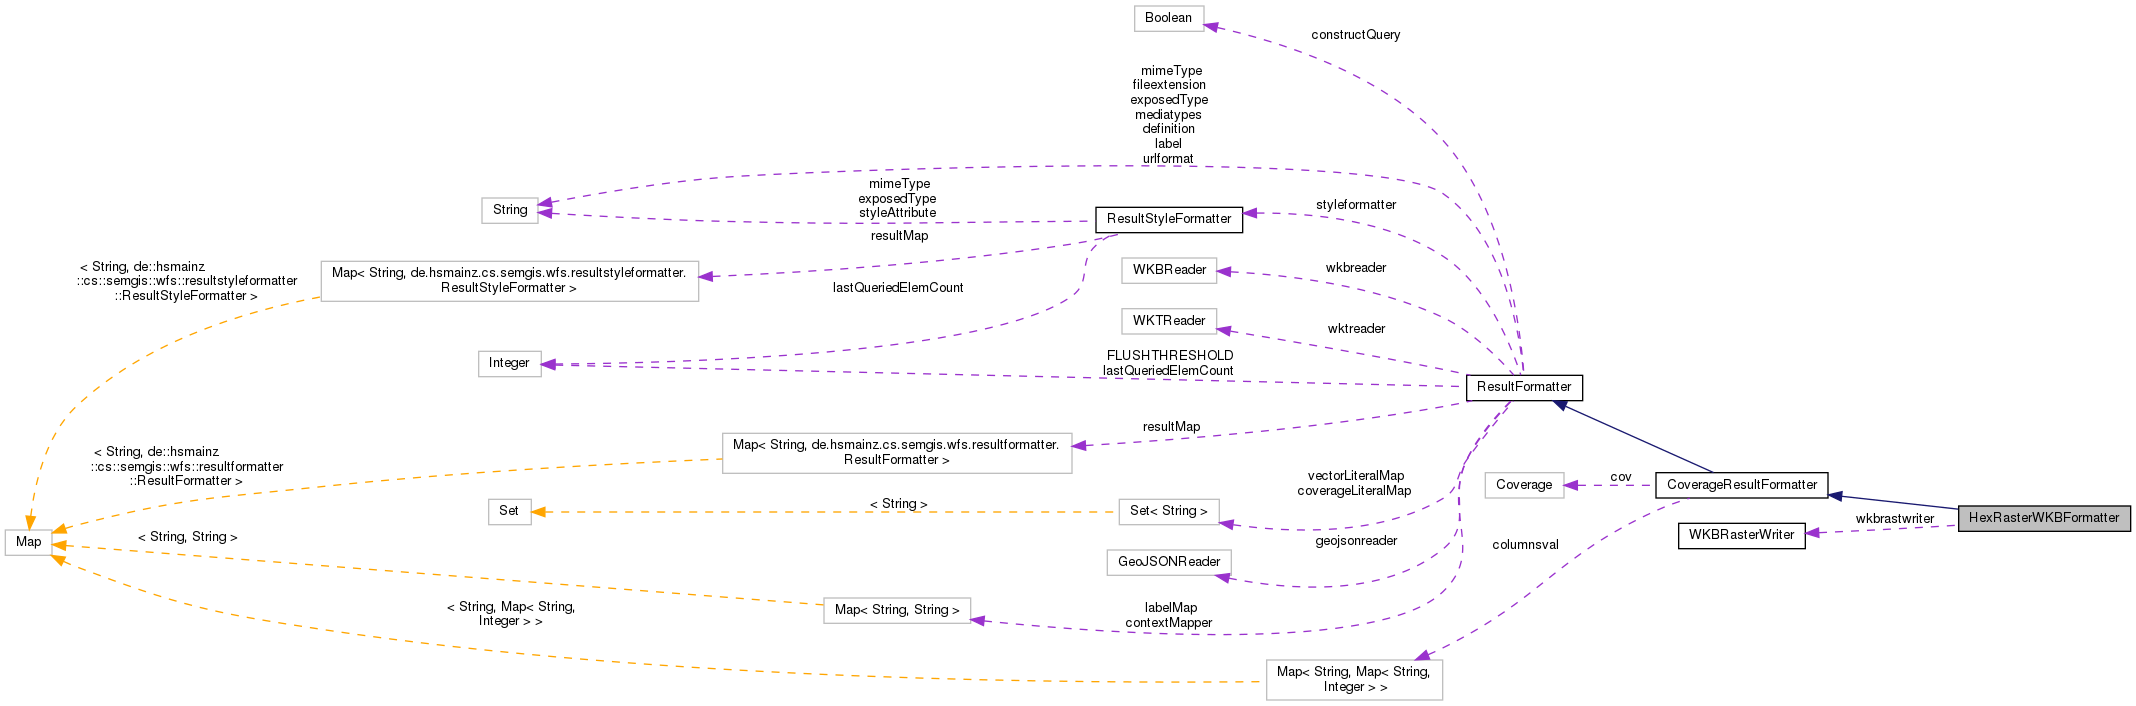 Boolean
constructQuery
mimeType
fileextension
exposedType
mediatypes
definition
label
urlformat
mimeType
exposedType
styleAttribute
String
ResultStyleFormatter
styleformatter
resultMap
< String, de::hsmainz
::cs::semgis::wfs::resultstyleformatter
::ResultStyleFormatter >
Map< String, de.hsmainz.cs.semgis.wfs.resultstyleformatter.
ResultStyleFormatter >
WKBReader
wkbreader
lastQueriedElemCount
WKTReader
wktreader
Integer
FLUSHTHRESHOLD
lastQueriedElemCount
ResultFormatter
resultMap
< String, de::hsmainz
::cs::semgis::wfs::resultformatter
::ResultFormatter >
Map< String, de.hsmainz.cs.semgis.wfs.resultformatter.
ResultFormatter >
vectorLiteralMap
coverageLiteralMap
Coverage
cov
CoverageResultFormatter
Set
< String >
Set< String >
HexRasterWKBFormatter
wkbrastwriter
WKBRasterWriter
Map
< String, String >
geojsonreader
columnsval
GeoJSONReader
< String, Map< String,
Integer > >
Map< String, String >
labelMap
contextMapper
Map< String, Map< String,
Integer > >